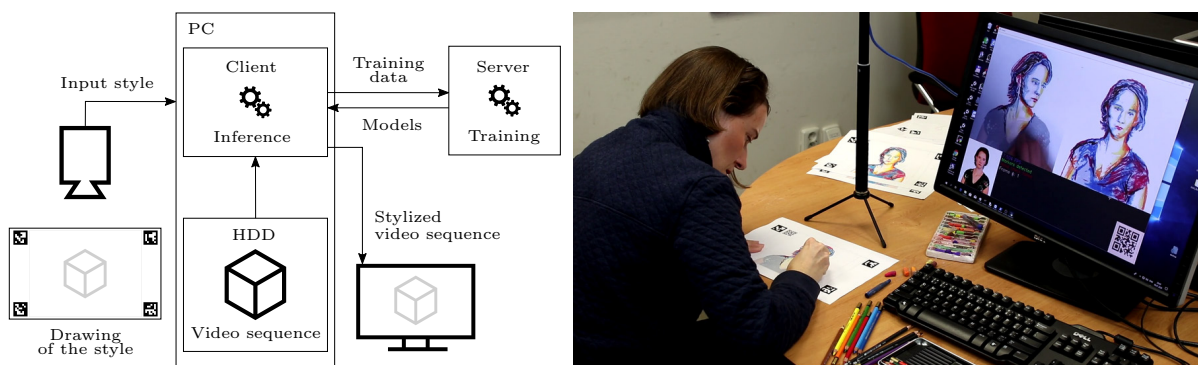 PC
Client
Inference
Training
data
Models
Server
Training
Input style
HDD
Video sequence
Stylized
video sequence
Drawing
of the style
DELL